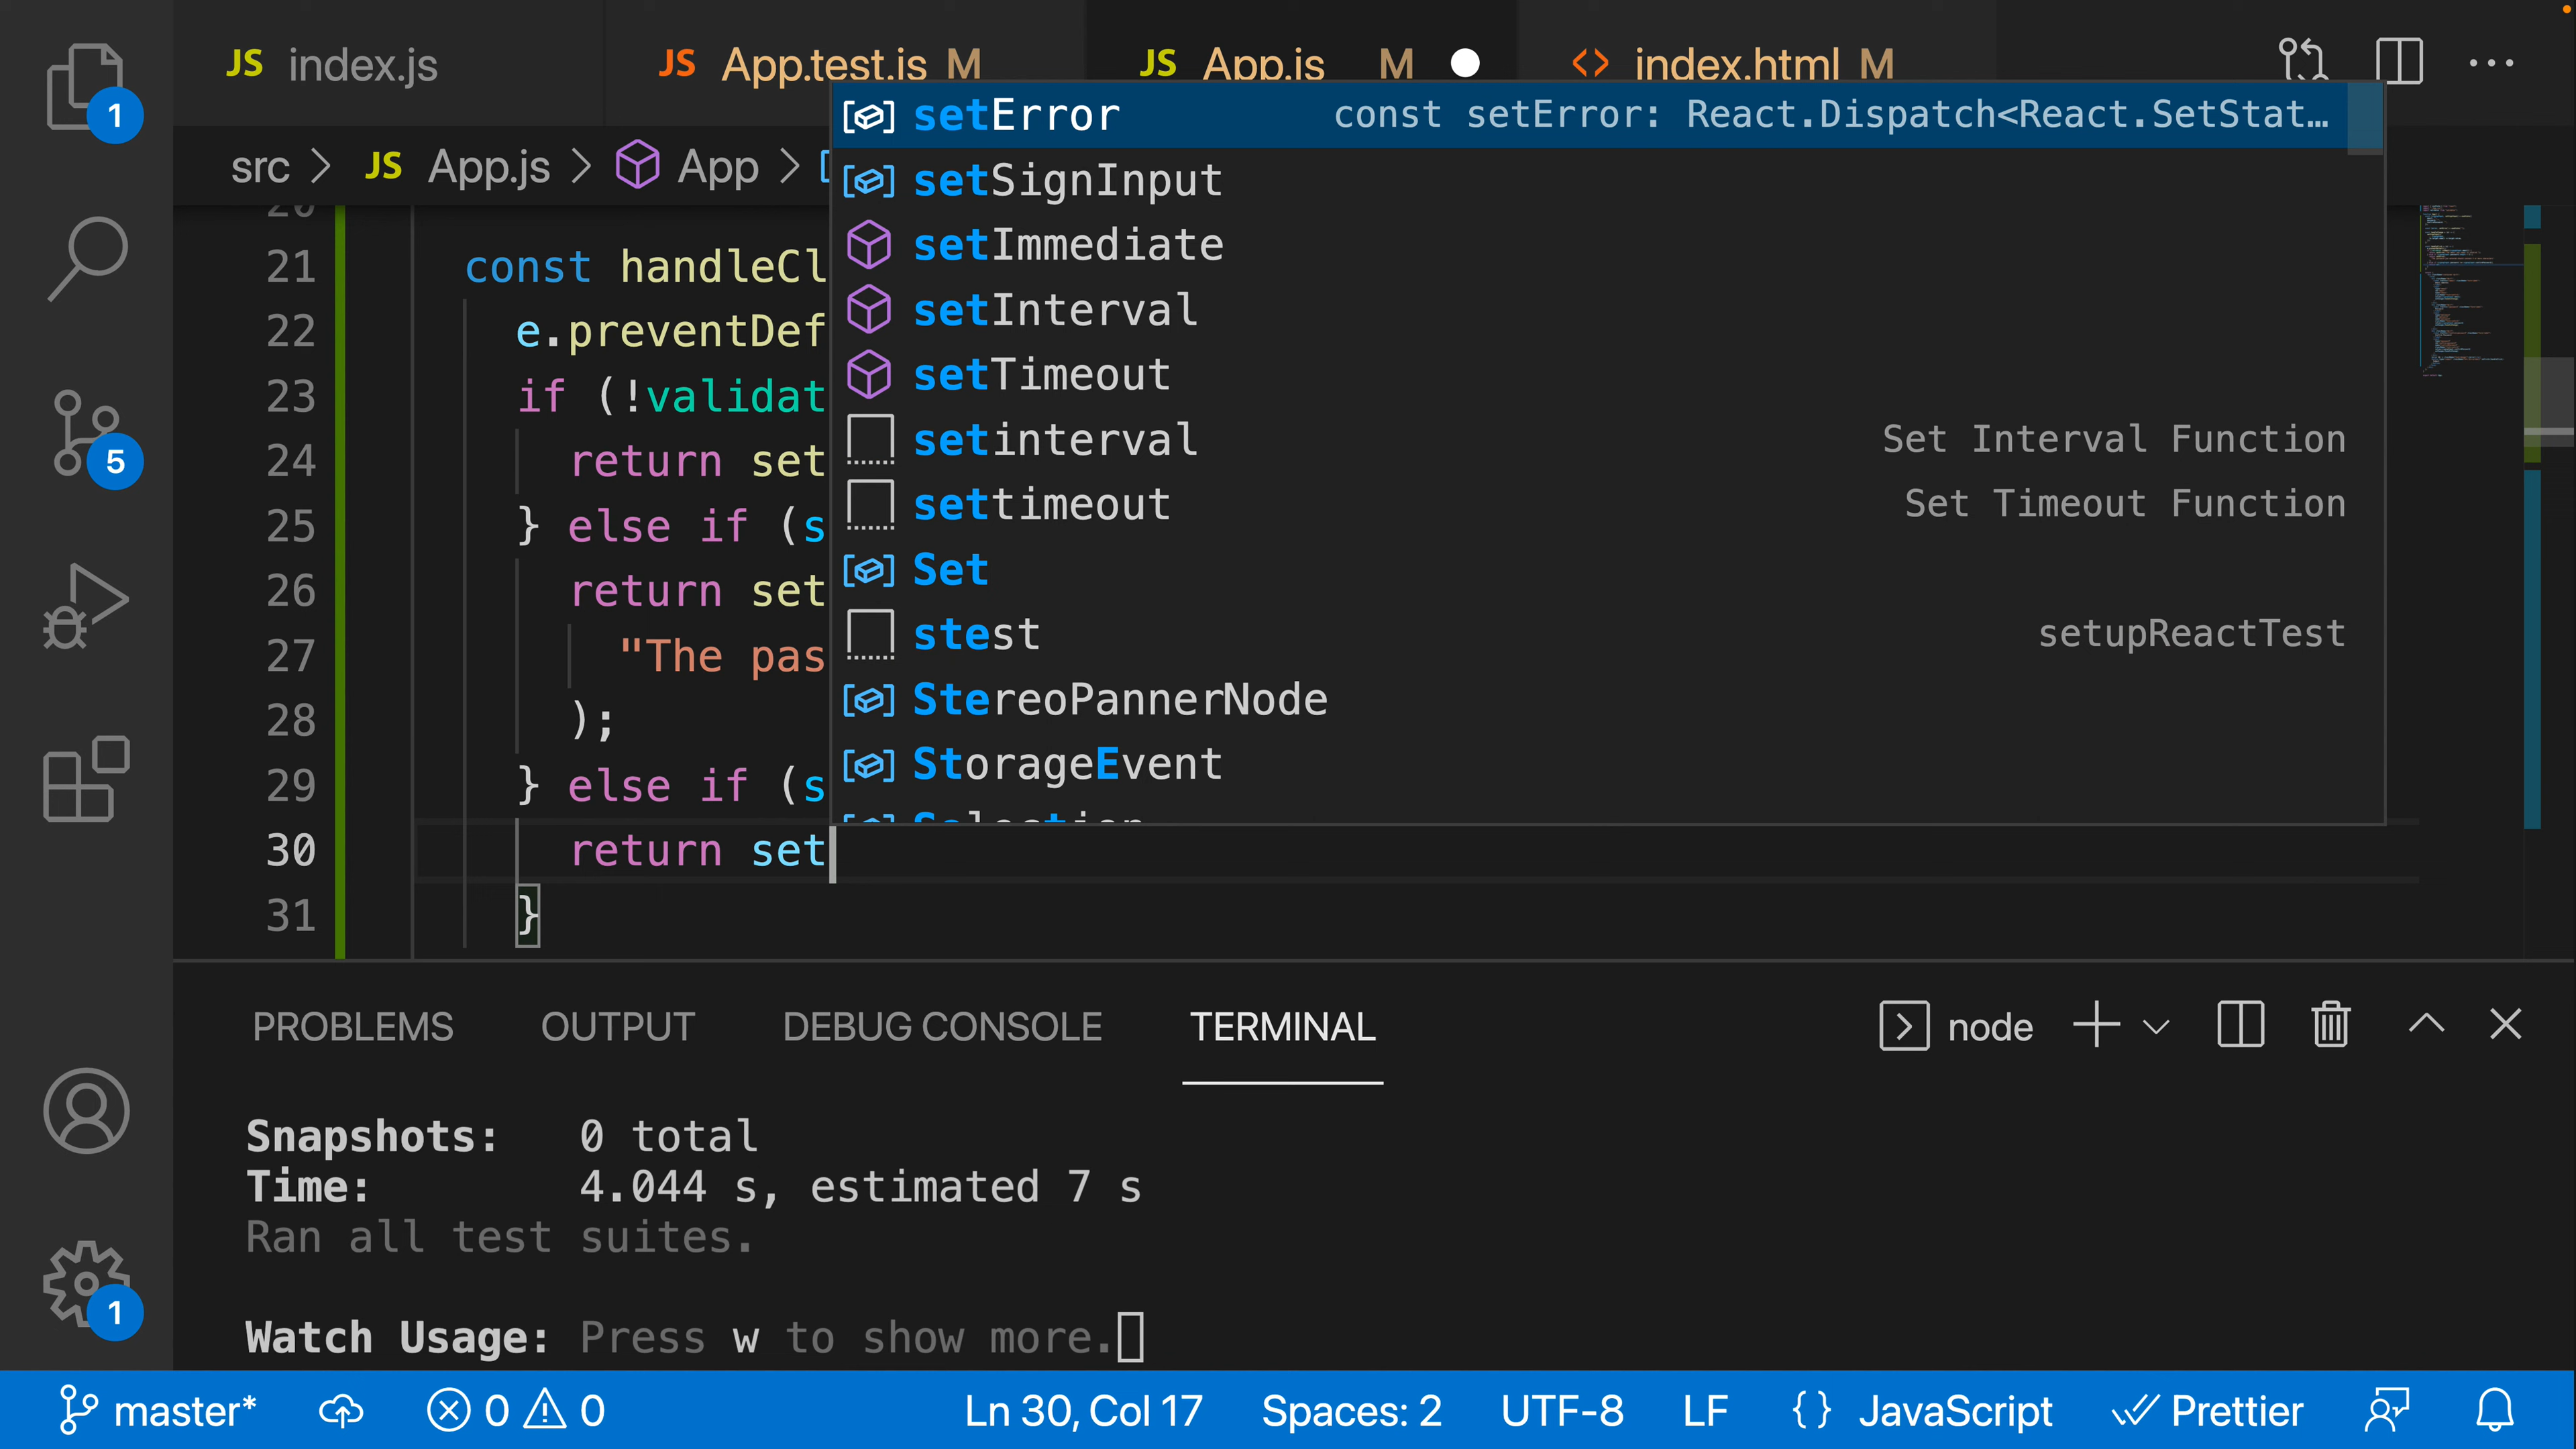 JS index.js JS App.test.js M JS App.js M <> index.html M
src > JS App.js > App >
setError const setError: React.Dispatch<React.SetStat…
setSignInput
setImmediate
setInterval
setTimeout
setinterval Set Interval Function
settimeout Set Timeout Function
Set
stest setupReactTest
StereoPannerNode
StorageEvent
Selection
20
21 const handleCl
22 e.preventDef
23 if (!validat
24 return set
25 } else if (s
26 return set
27 "The pas
28 );
29 } else if (s
30 return set
31 }
1
5
1
PROBLEMS OUTPUT DEBUG CONSOLE TERMINAL node
Snapshots: 0 total
Time: 4.044 s, estimated 7 s
Ran all test suites.
Watch Usage: Press w to show more.
master* 0 0 Ln 30, Col 17 Spaces: 2 UTF-8 LF {} JavaScript Prettier